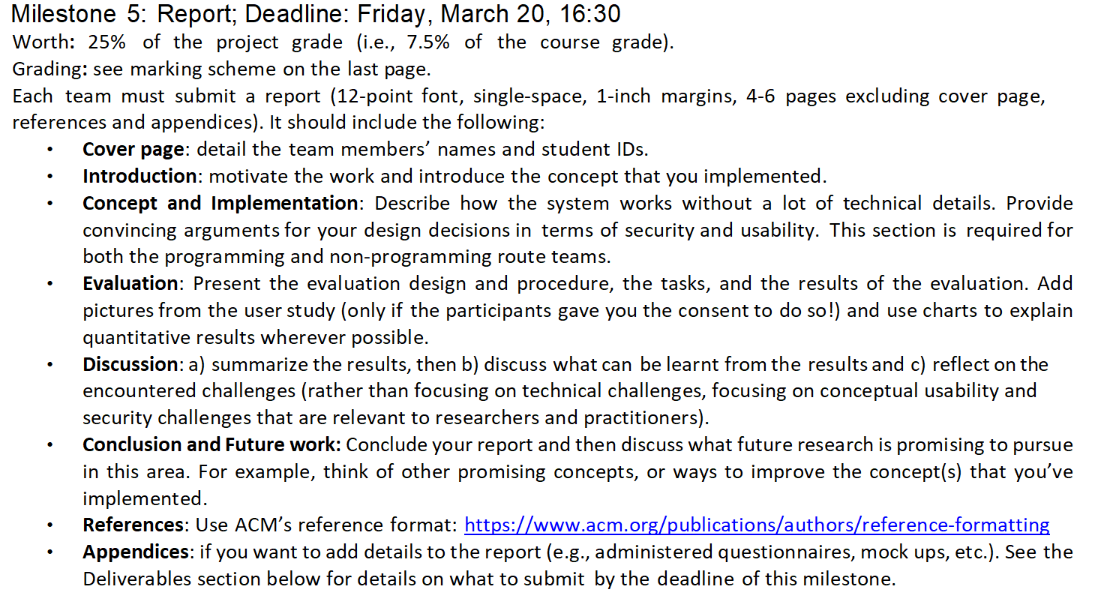 Milestone 5: Report; Deadline: Friday, March 20, 16:30
Worth: 25% of the project grade (i.e., 7.5% of the course grade).
Grading: see marking scheme on the last page.
Each team must submit a report (12-point font, single-space, 1-inch margins, 4-6 pages excluding cover page,
references and appendices). It should include the following:
• Cover page: detail the team members’ names and student IDs.
• Introduction: motivate the work and introduce the concept that you implemented.
• Concept and Implementation: Describe how the system works without a lot of technical details. Provide
convincing arguments for your design decisions in terms of security and usability. This section is required for
both the programming and non-programming route teams.
• Evaluation: Present the evaluation design and procedure, the tasks, and the results of the evaluation. Add
pictures from the user study (only if the participants gave you the consent to do so!) and use charts to explain
quantitative results wherever possible.
• Discussion: a) summarize the results, then b) discuss what can be learnt from the results and c) reflect on the
encountered challenges (rather than focusing on technical challenges, focusing on conceptual usability and
security challenges that are relevant to researchers and practitioners).
• Conclusion and Future work: Conclude your report and then discuss what future research is promising to pursue
in this area. For example, think of other promising concepts, or ways to improve the concept(s) that you’ve
implemented.
• References: Use ACM’s reference format: https://www.acm.org/publications/authors/reference-formatting
• Appendices: if you want to add details to the report (e.g., administered questionnaires, mock ups, etc.). See the
Deliverables section below for details on what to submit by the deadline of this milestone.